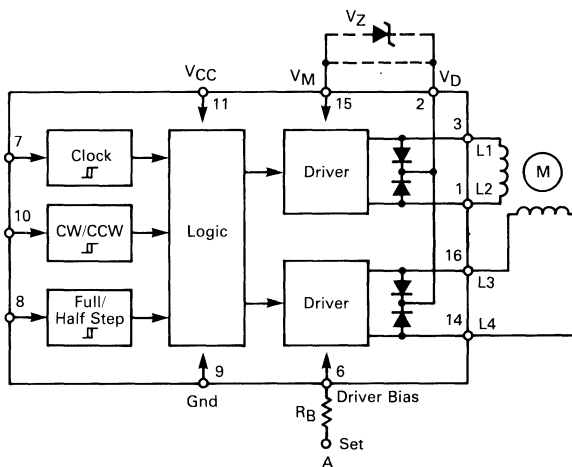 VZ
VCC
VM
VD
11
15
2
7
Clock
10
CW/CCW
8
Full/
Half Step
Logic
Driver
Driver
3
L1
1
L2
M
16
L3
14
L4
9
Gnd
6
Driver Bias
RB
Set
A